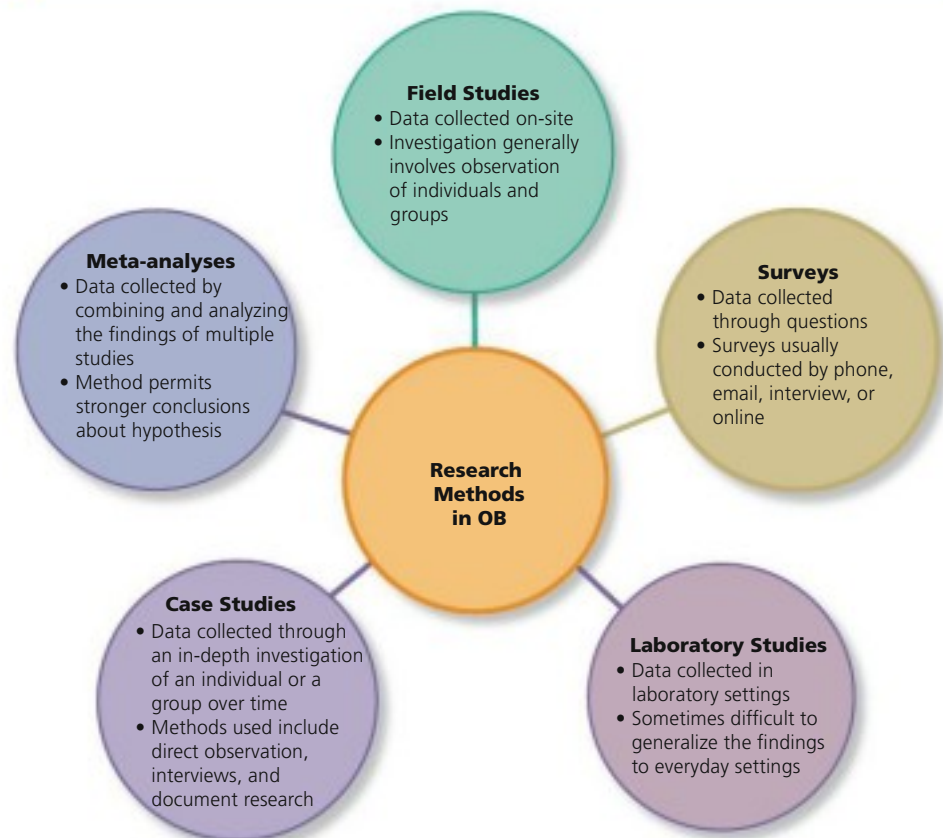 Field Studies
• Data collected on-site
• Investigation generally
involves observation
of individuals and
groups
Meta-analyses
• Data collected by
combining and analyzing
the findings of multiple
studies
• Method permits
stronger conclusions
about hypothesis
Surveys
• Data collected
through questions
• Surveys usually
conducted by phone,
email, interview, or
online
Research
Methods
in OB
Case Studies
• Data collected through
an in-depth investigation
of an individual or a
group over time
• Methods used include
direct observation,
interviews, and
document research
Laboratory Studies
• Data collected in
laboratory settings
• Sometimes difficult to
generalize the findings
to everyday settings